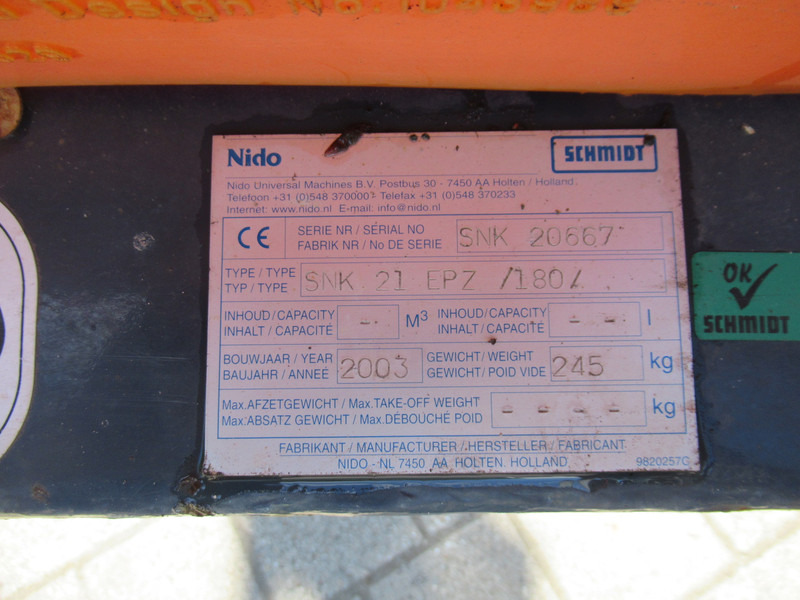 Design No.
Nido
SCHMIDT
Nido Universal Machines B.V. Postbus 30 - 7450 AA Holten / Holland
Telefoon +31 (0)548 370000 Telefax +31 (0)548 370233
Internet: www.nido.nl E-mail: info@nido.nl
CE
SERIE NR / SÉRIAL NO
FABRIK NR / No DE SERIE
SNK 20667
TYPE / TYPE
TYP / TYPE
SNK 21 EPZ /180/
INHOUD / CAPACITY
INHALT / CAPACITÉ
-
M³
INHOUD / CAPACITY
INHALT / CAPACITÉ
- -
l
BOUWJAAR / YEAR
BAUJAHR / ANNEÉ
2003
GEWICHT / WEIGHT
GEWICHT / POID VIDE
245
kg
Max. AFZETGEWICHT / Max. TAKE-OFF WEIGHT
Max. ABSATZ GEWICHT / Max. DÉBOUCHÉ POID
- - - -
kg
FABRIKANT / MANUFACTURER / HERSTELLER / FABRICANT
NIDO - NL 7450 AA HOLTEN. HOLLAND
9820257G
OK
SCHMIDT